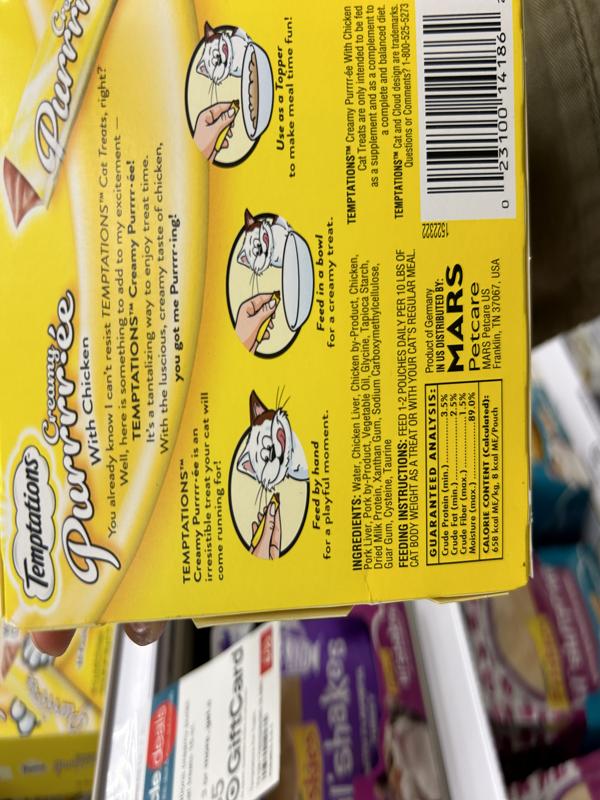 Temptations™
Creamy
Purrrr·ée
With Chicken
You already know I can't resist TEMPTATIONS™ Cat Treats, right?
Well, here is something to add to my excitement —
TEMPTATIONS™ Creamy Purrrr·ée!
It's a tantalizing way to enjoy treat time.
With the luscious, creamy taste of chicken,
you got me Purrrr·ing!
TEMPTATIONS™
Creamy Purrrr·ée is an
irresistible treat your cat will
come running for!
Feed by hand
for a playful moment.
Feed in a bowl
for a creamy treat.
Use as a Topper
to make meal time fun!
INGREDIENTS: Water, Chicken Liver, Chicken by-Product, Chicken,
Pork Liver, Pork by-Product, Vegetable Oil, Glycine, Tapioca Starch,
Dried Milk Protein, Xanthan Gum, Sodium Carboxymethylcellulose,
Guar Gum, Cysteine, Taurine
FEEDING INSTRUCTIONS: FEED 1-2 POUCHES DAILY PER 10 LBS OF
CAT BODY WEIGHT AS A TREAT OR WITH YOUR CAT'S REGULAR MEAL.
GUARANTEED ANALYSIS:
Crude Protein (min.) 3.5%
Crude Fat (min.) 2.5%
Crude Fiber (max.) 1.5%
Moisture (max.) 89.0%
CALORIE CONTENT (Calculated):
658 kcal ME/kg, 8 kcal ME/Pouch
Product of Germany
IN US DISTRIBUTED BY:
MARS
Petcare
MARS Petcare US
Franklin, TN 37067, USA
TEMPTATIONS™ Creamy Purrrr·ée With Chicken
Cat Treats are only intended to be fed
as a supplement and as a complement to
a complete and balanced diet.
TEMPTATIONS™ Cat and Cloud design are trademarks.
Questions or Comments? 1-800-525-5273
1522322
0 23100 14186
GiftCard